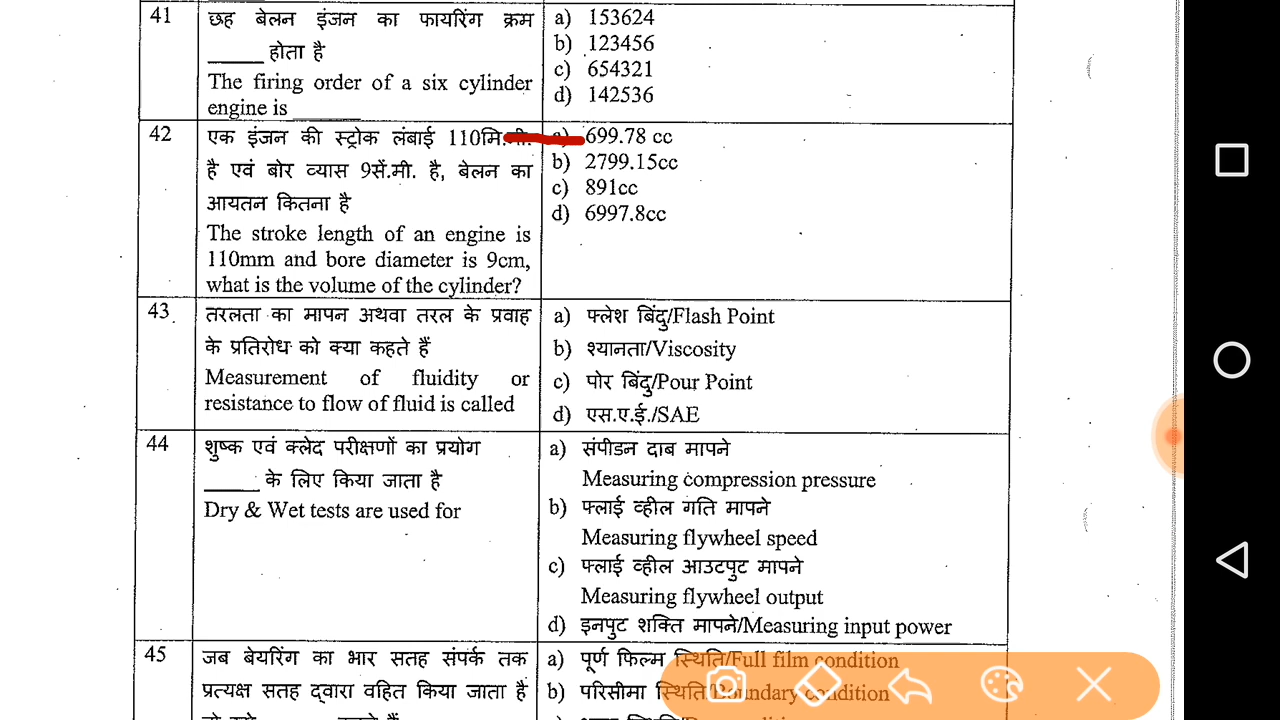 41
छह बेलन इंजन का फायरिंग क्रम
_____ होता है
The firing order of a six cylinder
engine is ______
a) 153624
b) 123456
c) 654321
d) 142536
42
एक इंजन की स्ट्रोक लंबाई 110मि.मी.
है एवं बोर व्यास 9सें.मी. है, बेलन का
आयतन कितना है
The stroke length of an engine is
110mm and bore diameter is 9cm,
what is the volume of the cylinder?
a) 699.78 cc
b) 2799.15cc
c) 891cc
d) 6997.8cc
43
तरलता का मापन अथवा तरल के प्रवाह
के प्रतिरोध को क्या कहते हैं
Measurement of fluidity or
resistance to flow of fluid is called
a) फ्लेश बिंदु/Flash Point
b) श्यानता/Viscosity
c) पोर बिंदु/Pour Point
d) एस.ए.ई./SAE
44
शुष्क एवं क्लेद परीक्षणों का प्रयोग
_____ के लिए किया जाता है
Dry & Wet tests are used for
a) संपीडन दाब मापने
Measuring compression pressure
b) फ्लाई व्हील गति मापने
Measuring flywheel speed
c) फ्लाई व्हील आउटपुट मापने
Measuring flywheel output
d) इनपुट शक्ति मापने/Measuring input power
45
जब बेयरिंग का भार सतह संपर्क तक
प्रत्यक्ष सतह द्वारा वहित किया जाता है
a) पूर्ण फिल्म स्थिति/Full film condition
b) परिसीमा स्थिति/Boundary condition